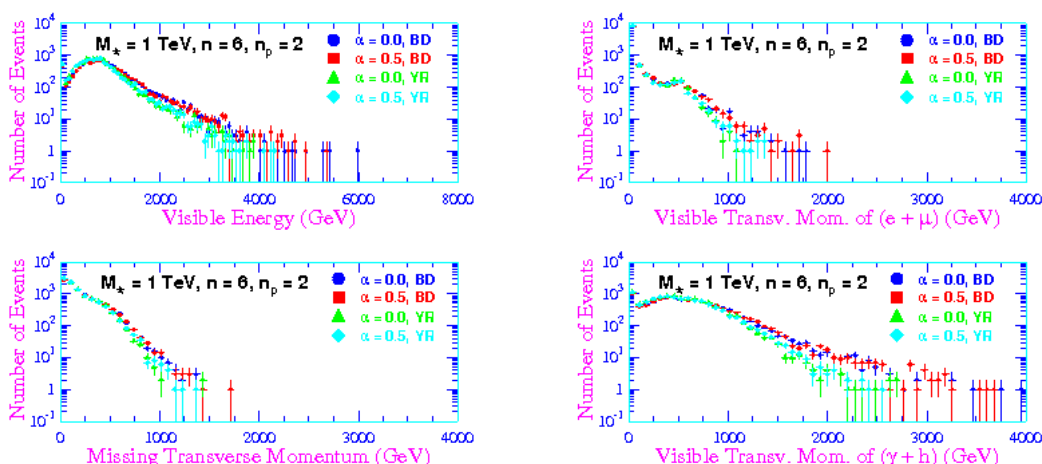 M⋆ = 1 TeV, n = 6, n_p = 2
α = 0.0, BD
α = 0.5, BD
α = 0.0, YR
α = 0.5, YR
Number of Events
10^4
10^3
10^2
10
1
10^-1
0
2000
4000
6000
8000
Visible Energy (GeV)
M⋆ = 1 TeV, n = 6, n_p = 2
α = 0.0, BD
α = 0.5, BD
α = 0.0, YR
α = 0.5, YR
Number of Events
10^4
10^3
10^2
10
1
10^-1
0
1000
2000
3000
4000
Visible Transv. Mom. of (e + μ) (GeV)
M⋆ = 1 TeV, n = 6, n_p = 2
α = 0.0, BD
α = 0.5, BD
α = 0.0, YR
α = 0.5, YR
Number of Events
10^4
10^3
10^2
10
1
10^-1
0
1000
2000
3000
4000
Missing Transverse Momentum (GeV)
M⋆ = 1 TeV, n = 6, n_p = 2
α = 0.0, BD
α = 0.5, BD
α = 0.0, YR
α = 0.5, YR
Number of Events
10^4
10^3
10^2
10
1
10^-1
0
1000
2000
3000
4000
Visible Transv. Mom. of (γ + h) (GeV)